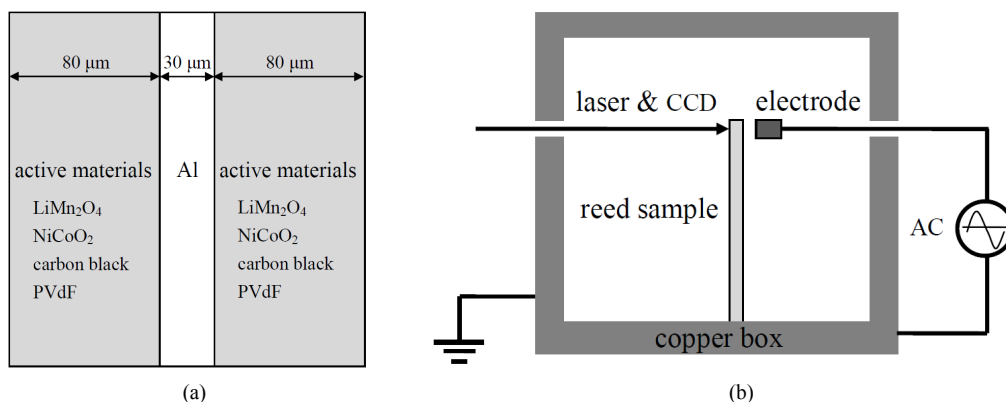 80 μm
30 μm
80 μm
active materials
Al
active materials
LiMn₂O₄
NiCoO₂
carbon black
PVdF
LiMn₂O₄
NiCoO₂
carbon black
PVdF
(a)
laser & CCD
electrode
reed sample
AC
copper box
(b)